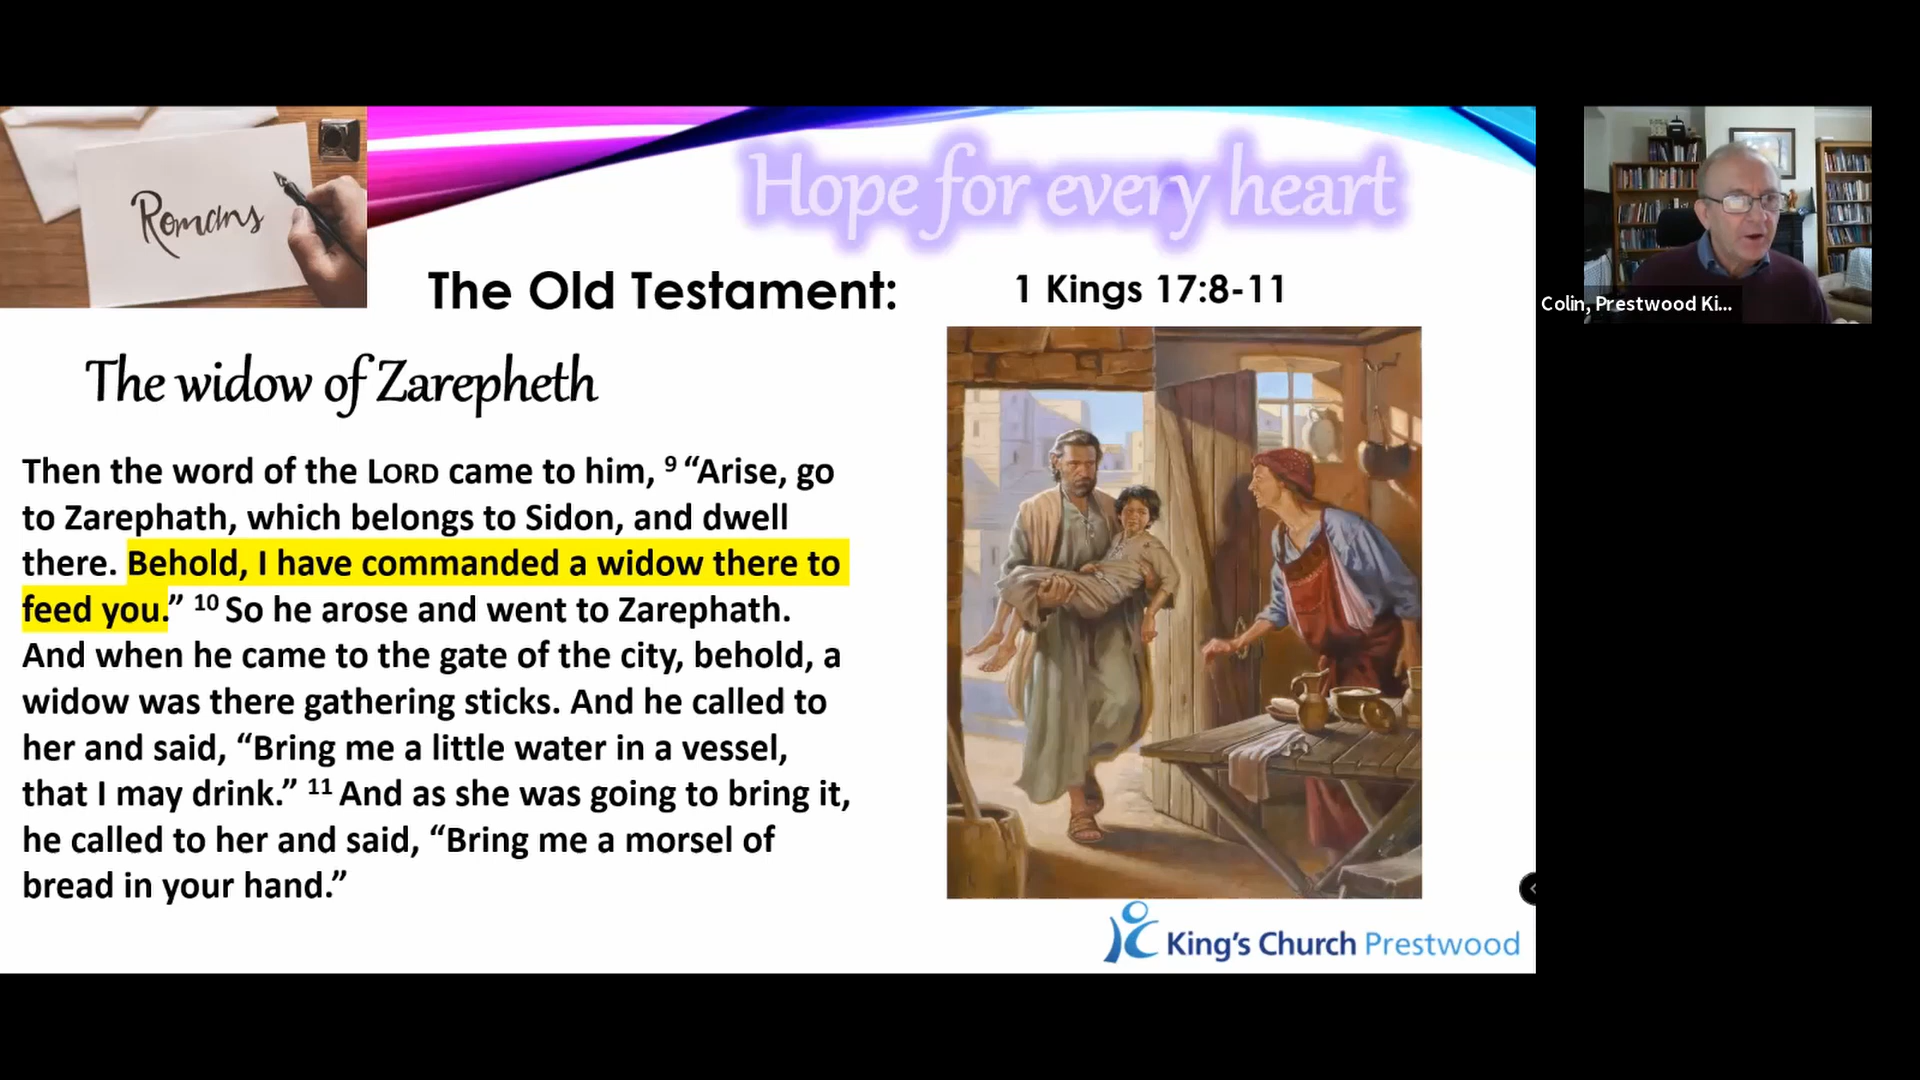 Romans
Hope for every heart
The Old Testament:
1 Kings 17:8-11
The widow of Zarepheth
Then the word of the LORD came to him, 9 “Arise, go
to Zarephath, which belongs to Sidon, and dwell
there. Behold, I have commanded a widow there to
feed you.” 10 So he arose and went to Zarephath.
And when he came to the gate of the city, behold, a
widow was there gathering sticks. And he called to
her and said, “Bring me a little water in a vessel,
that I may drink.” 11 And as she was going to bring it,
he called to her and said, “Bring me a morsel of
bread in your hand.”
King's Church Prestwood
Colin, Prestwood Ki...